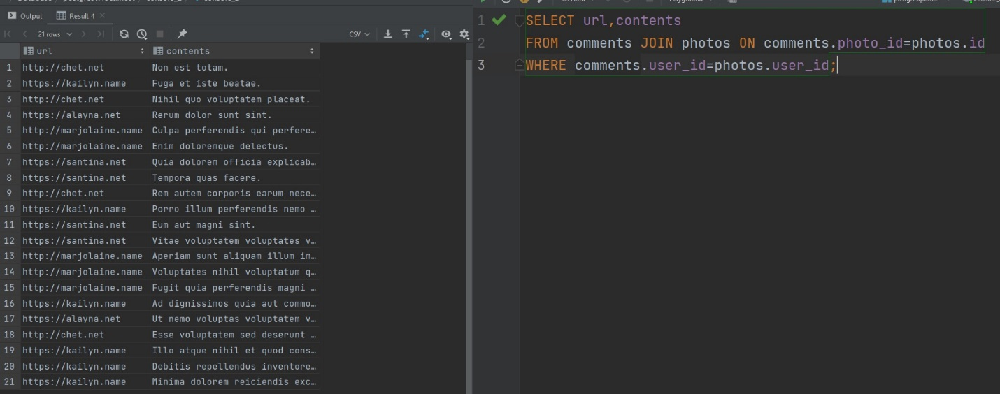 Output
Result 4
21 rows
CSV
url
contents
1 http://chet.net Non est totam.
2 https://kailyn.name Fuga et iste beatae.
3 http://chet.net Nihil quo voluptatem placeat.
4 https://alayna.net Rerum dolor sunt sint.
5 http://marjolaine.name Culpa perferendis qui perfere…
6 http://marjolaine.name Enim doloremque delectus.
7 https://santina.net Quia dolorem officia explicab…
8 https://santina.net Tempora quas facere.
9 http://chet.net Rem autem corporis earum nece…
10 https://kailyn.name Porro illum perferendis nemo …
11 https://santina.net Eum aut magni sint.
12 https://santina.net Vitae voluptatem voluptates v…
13 http://marjolaine.name Aperiam sunt aliquam illum im…
14 http://marjolaine.name Voluptates nihil voluptatum q…
15 http://marjolaine.name Fugit quia perferendis magni …
16 https://kailyn.name Ad dignissimos quia aut commo…
17 https://alayna.net Ut nemo voluptas voluptatem v…
18 http://chet.net Esse voluptatem sed deserunt …
19 https://kailyn.name Illo atque nihil et quod cons…
20 https://kailyn.name Debitis repellendus inventore…
21 https://kailyn.name Minima dolorem reiciendis exc…
1 SELECT url,contents
2 FROM comments JOIN photos ON comments.photo_id=photos.id
3 WHERE comments.user_id=photos.user_id;